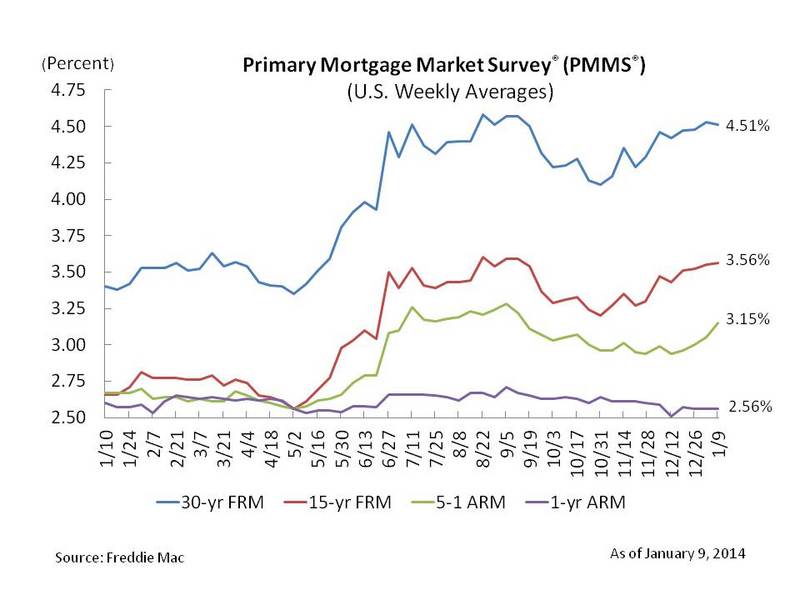 (Percent)
Primary Mortgage Market Survey® (PMMS®)
(U.S. Weekly Averages)
4.75
4.50
4.25
4.00
3.75
3.50
3.25
3.00
2.75
2.50
4.51%
3.56%
3.15%
2.56%
1/10 1/24 2/7 2/21 3/7 3/21 4/4 4/18 5/2 5/16 5/30 6/13 6/27 7/11 7/25 8/8 8/22 9/5 9/19 10/3 10/17 10/31 11/14 11/28 12/12 12/26 1/9
30-yr FRM 15-yr FRM 5-1 ARM 1-yr ARM
Source: Freddie Mac
As of January 9, 2014